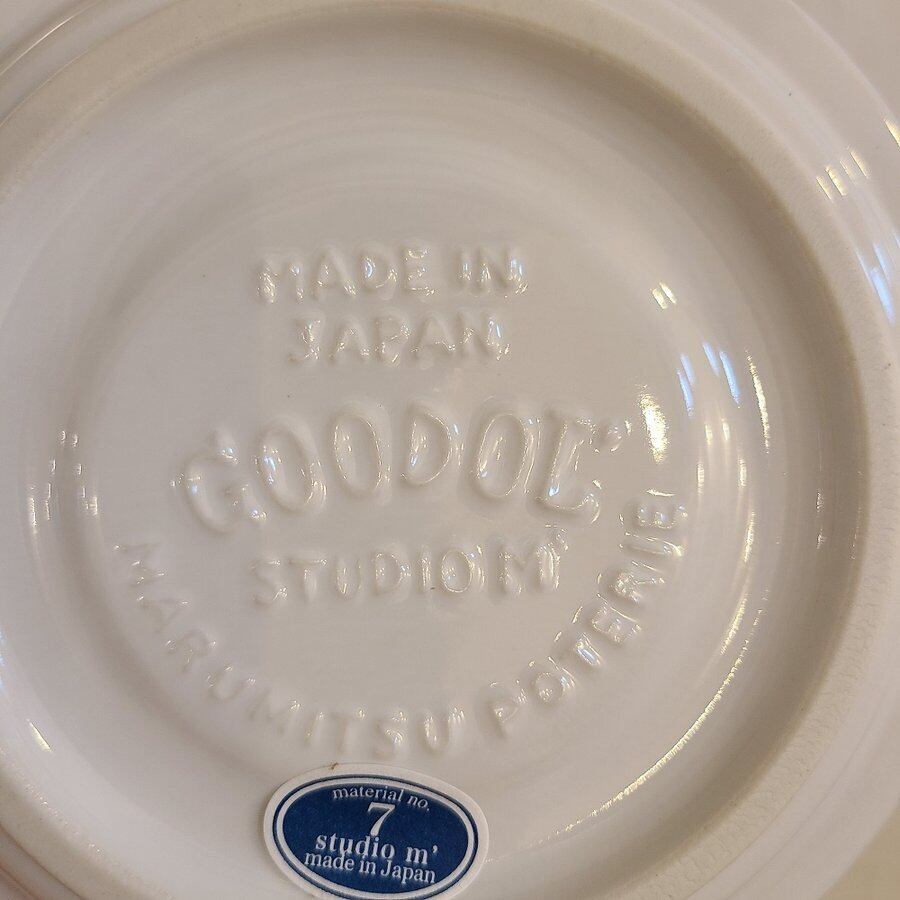 MADE IN
JAPAN
GOODOL'
STUDIO M'
MARUMITSU POTERIE
material no.
7
studio m'
made in Japan